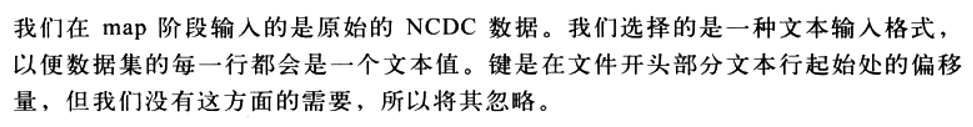 我们在 map 阶段输入的是原始的 NCDC 数据。我们选择的是一种文本输入格式，
以便数据集的每一行都会是一个文本值。键是在文件开头部分文本行起始处的偏移
量，但我们没有这方面的需要，所以将其忽略。